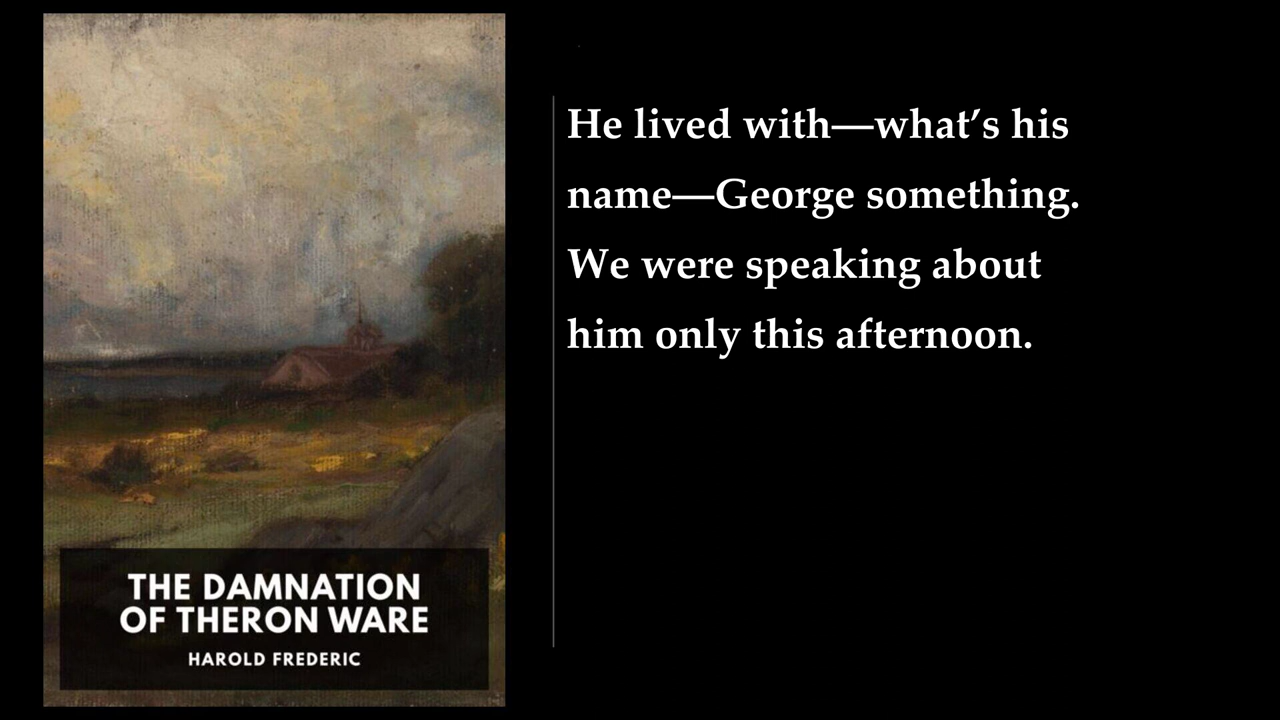 He lived with—what’s his
name—George something.
We were speaking about
him only this afternoon.
THE DAMNATION
OF THERON WARE
HAROLD FREDERIC